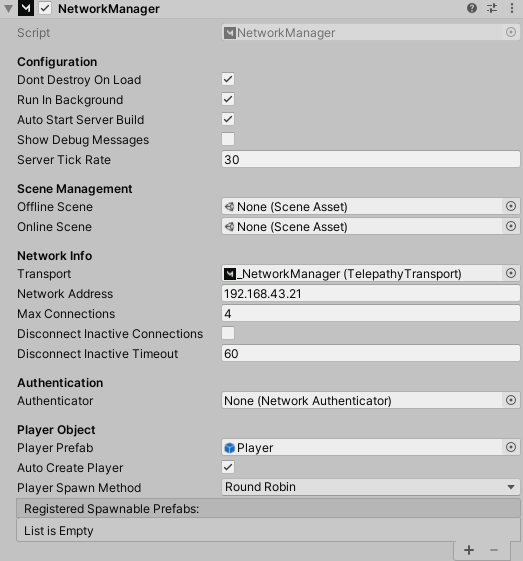 NetworkManager
Script NetworkManager
Configuration
Dont Destroy On Load
Run In Background
Auto Start Server Build
Show Debug Messages
Server Tick Rate 30
Scene Management
Offline Scene None (Scene Asset)
Online Scene None (Scene Asset)
Network Info
Transport _NetworkManager (TelepathyTransport)
Network Address 192.168.43.21
Max Connections 4
Disconnect Inactive Connections
Disconnect Inactive Timeout 60
Authentication
Authenticator None (Network Authenticator)
Player Object
Player Prefab Player
Auto Create Player
Player Spawn Method Round Robin
Registered Spawnable Prefabs:
List is Empty